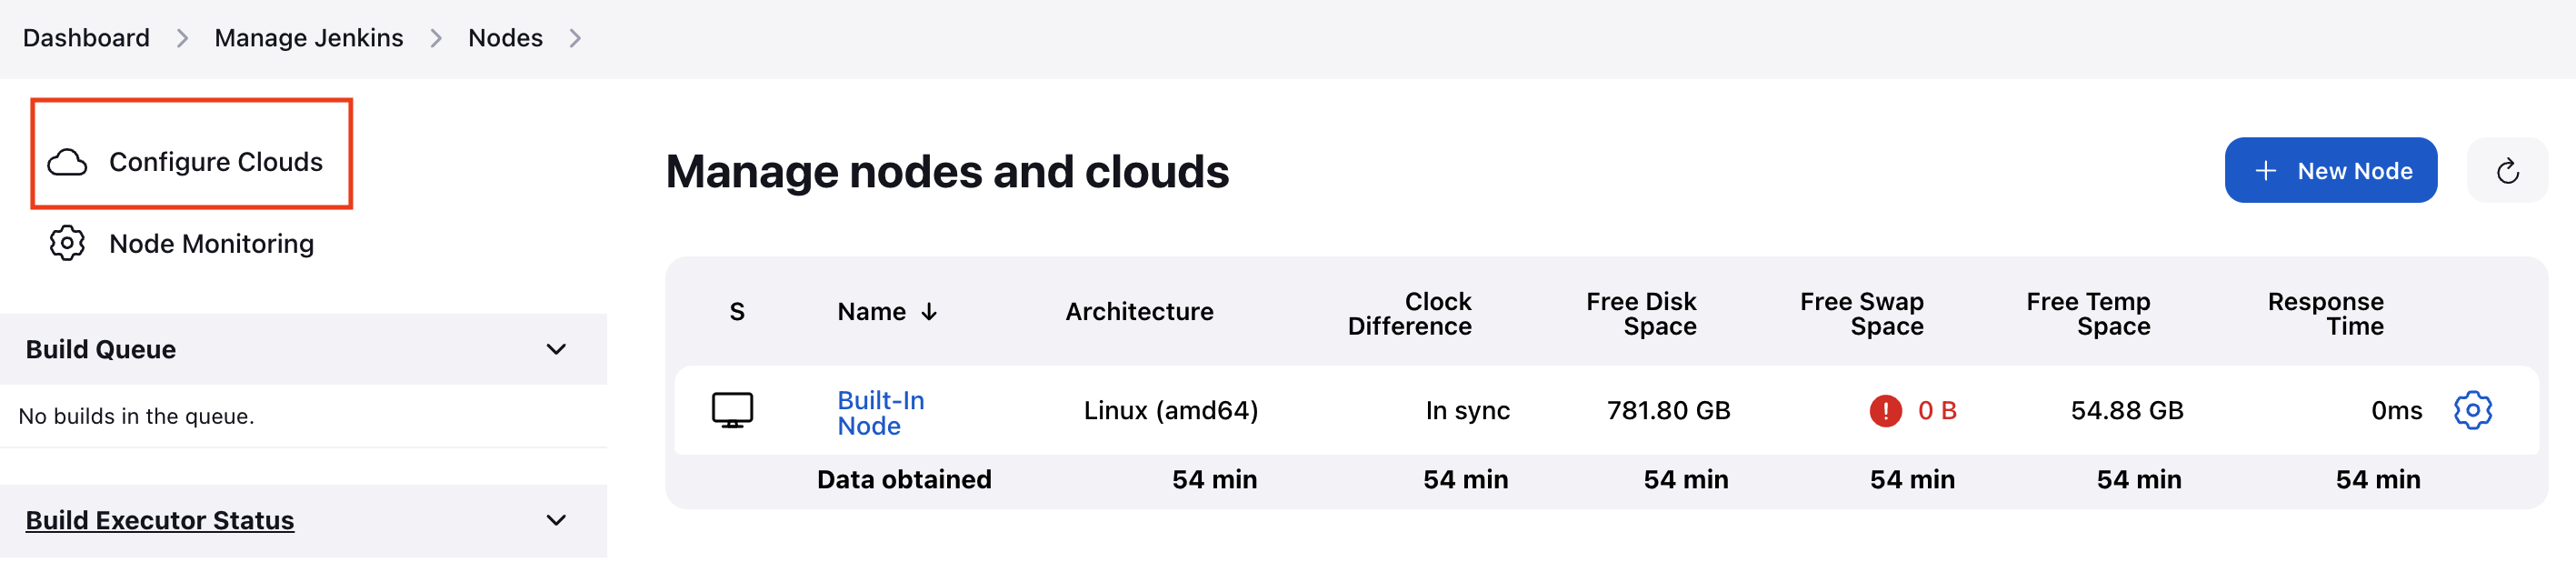 Dashboard > Manage Jenkins > Nodes >
Configure Clouds
Node Monitoring
Build Queue
No builds in the queue.
Build Executor Status
Manage nodes and clouds
+ New Node
S Name ↓ Architecture Clock Difference Free Disk Space Free Swap Space Free Temp Space Response Time
Built-In Node Linux (amd64) In sync 781.80 GB 0 B 54.88 GB 0ms
Data obtained 54 min 54 min 54 min 54 min 54 min 54 min